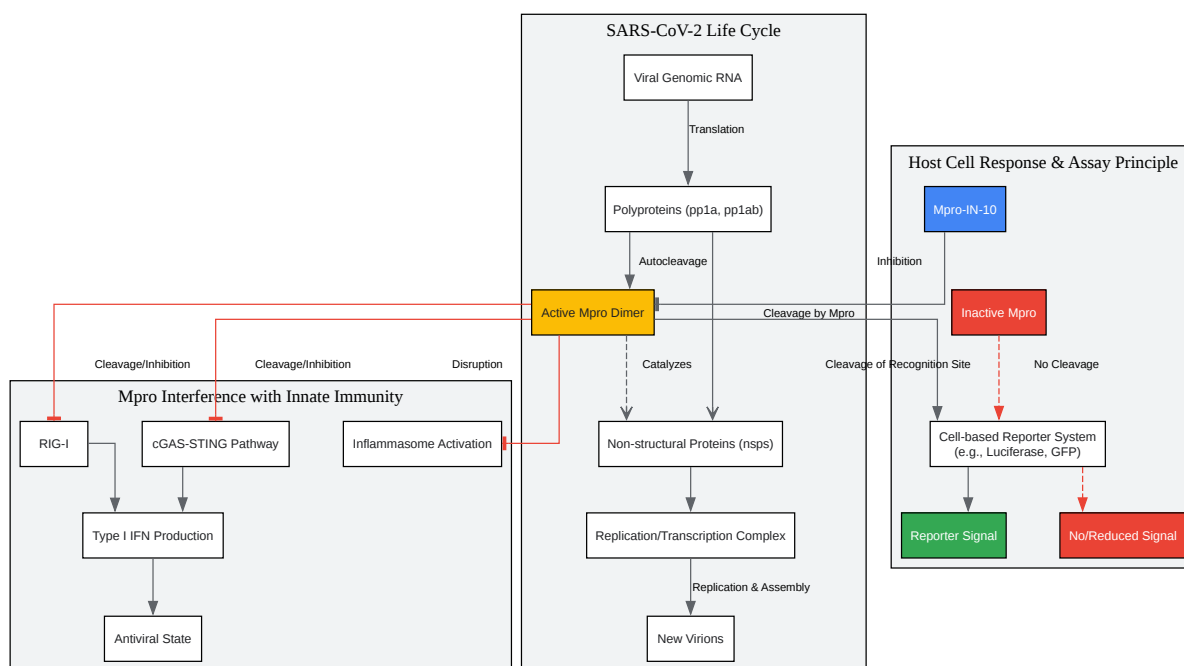 SARS-CoV-2 Life Cycle
Viral Genomic RNA
Translation
Host Cell Response & Assay Principle
Polyproteins (pp1a, pp1ab)
Mpro-IN-10
Autocleavage
Inhibition
Active Mpro Dimer
Cleavage by Mpro
Inactive Mpro
Cleavage/Inhibition
Cleavage/Inhibition
Disruption
Catalyzes
Cleavage of Recognition Site
No Cleavage
Mpro Interference with Innate Immunity
RIG-I
cGAS-STING Pathway
Inflammasome Activation
Non-structural Proteins (nsps)
Cell-based Reporter System
(e.g., Luciferase, GFP)
Type I IFN Production
Replication/Transcription Complex
Reporter Signal
No/Reduced Signal
Replication & Assembly
Antiviral State
New Virions